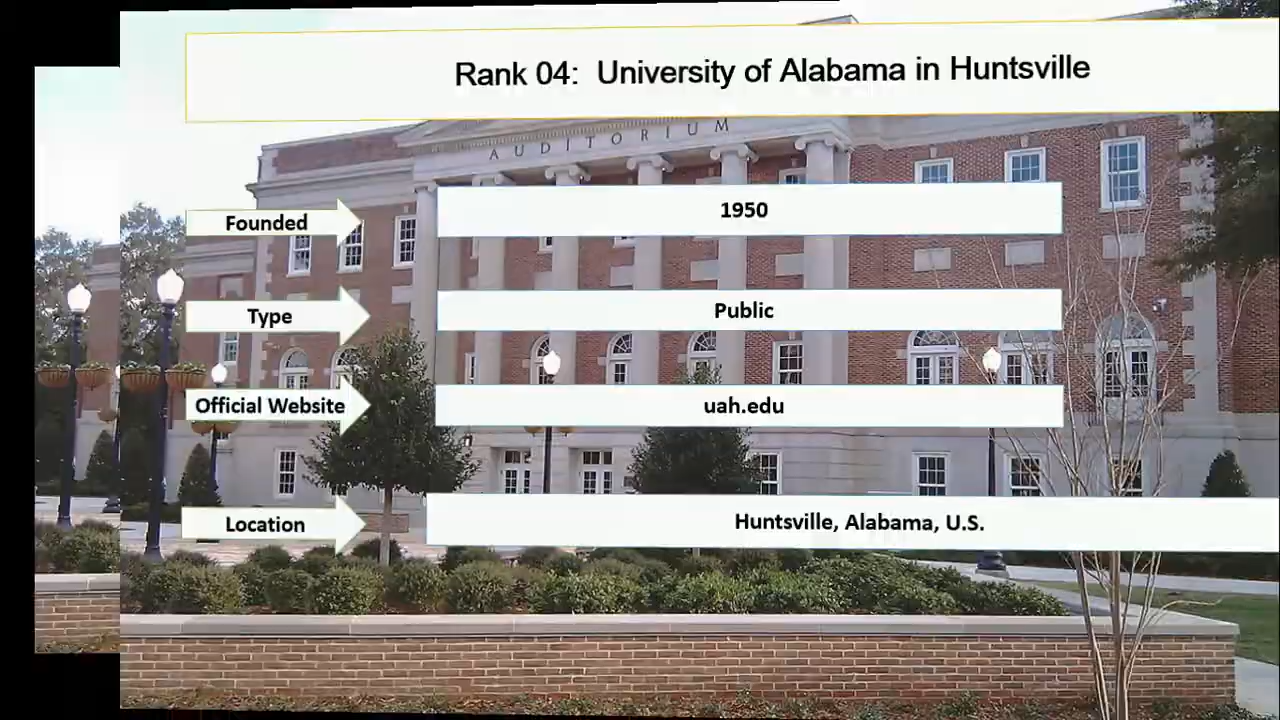 Rank 04: University of Alabama in Huntsville
AUDITORIUM
Founded
1950
Type
Public
Official Website
uah.edu
Location
Huntsville, Alabama, U.S.